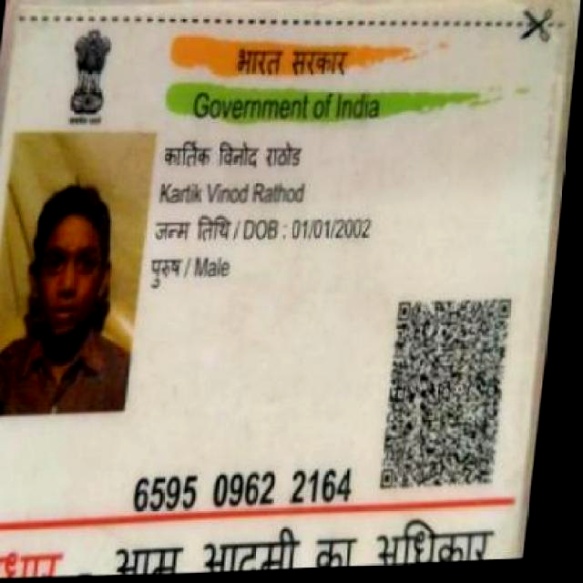 भारत सरकार
Government of India
कार्तिक विनोद राठोड
Kartik Vinod Rathod
जन्म तिथि / DOB : 01/01/2002
पुरुष / Male
6595 0962 2164
- आम आदमी का अधिकार